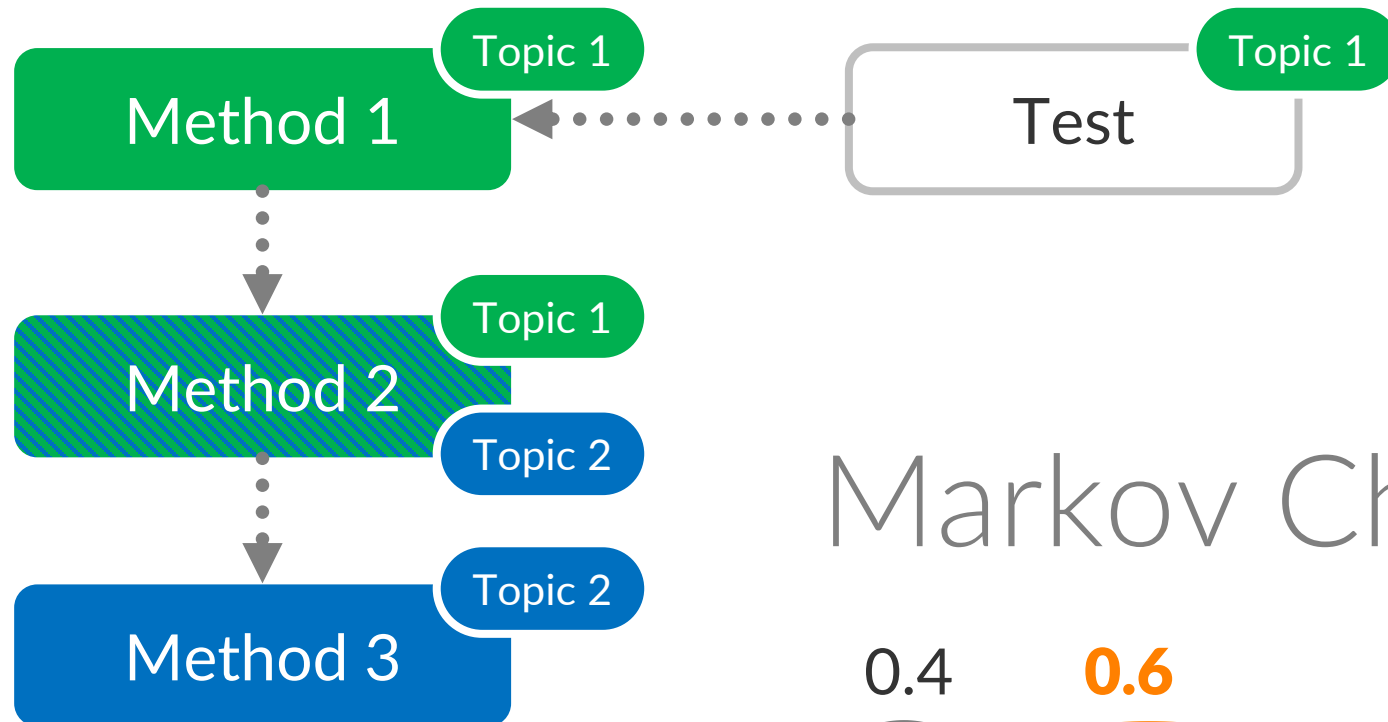 Topic 1
Method 1
Topic 1
Test
Topic 1
Method 2
Topic 2
Markov Ch
Topic 2
Method 3
0.4
0.6